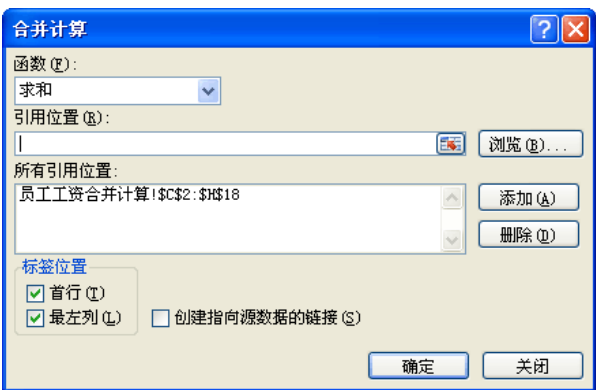 合并计算
函数(F):
求和
引用位置(R):
浏览(B)...
所有引用位置:
员工工资合并计算!$C$2:$H$18
添加(A)
删除(D)
标签位置
首行(T)
最左列(L) 创建指向源数据的链接(S)
确定 关闭